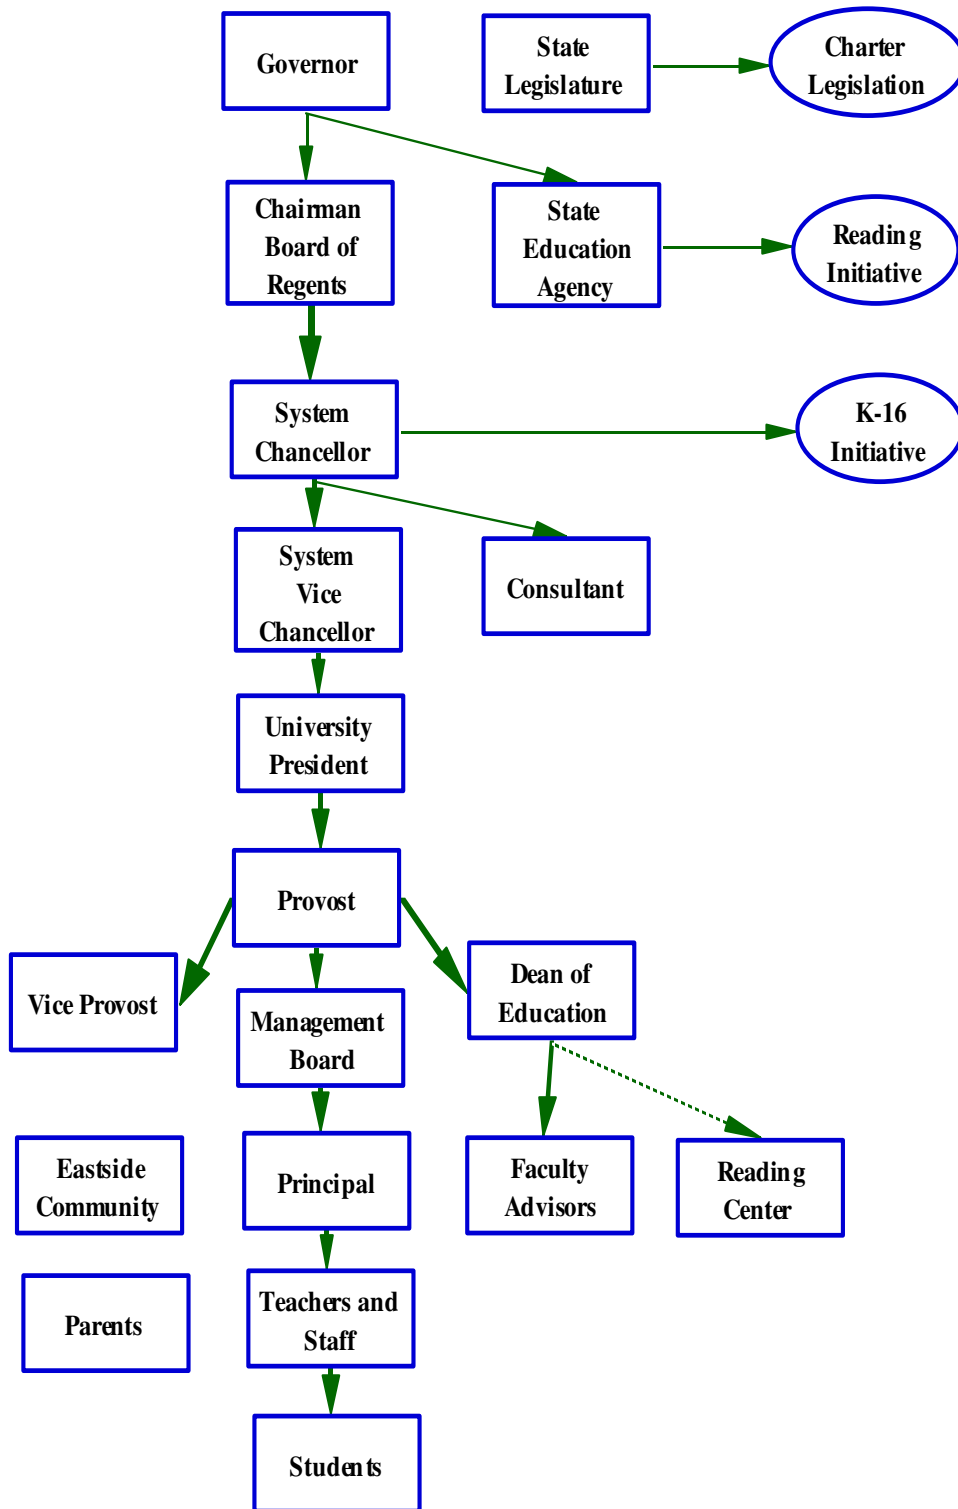 Governor
State
Legislature
Charter
Legislation
Chairman
Board of
Regents
State
Education
Agency
Reading
Initiative
System
Chancellor
K-16
Initiative
System
Vice
Chancellor
Consultant
University
President
Provost
Vice Provost
Management
Board
Dean of
Education
Eastside
Community
Principal
Faculty
Advisors
Reading
Center
Parents
Teachers and
Staff
Students